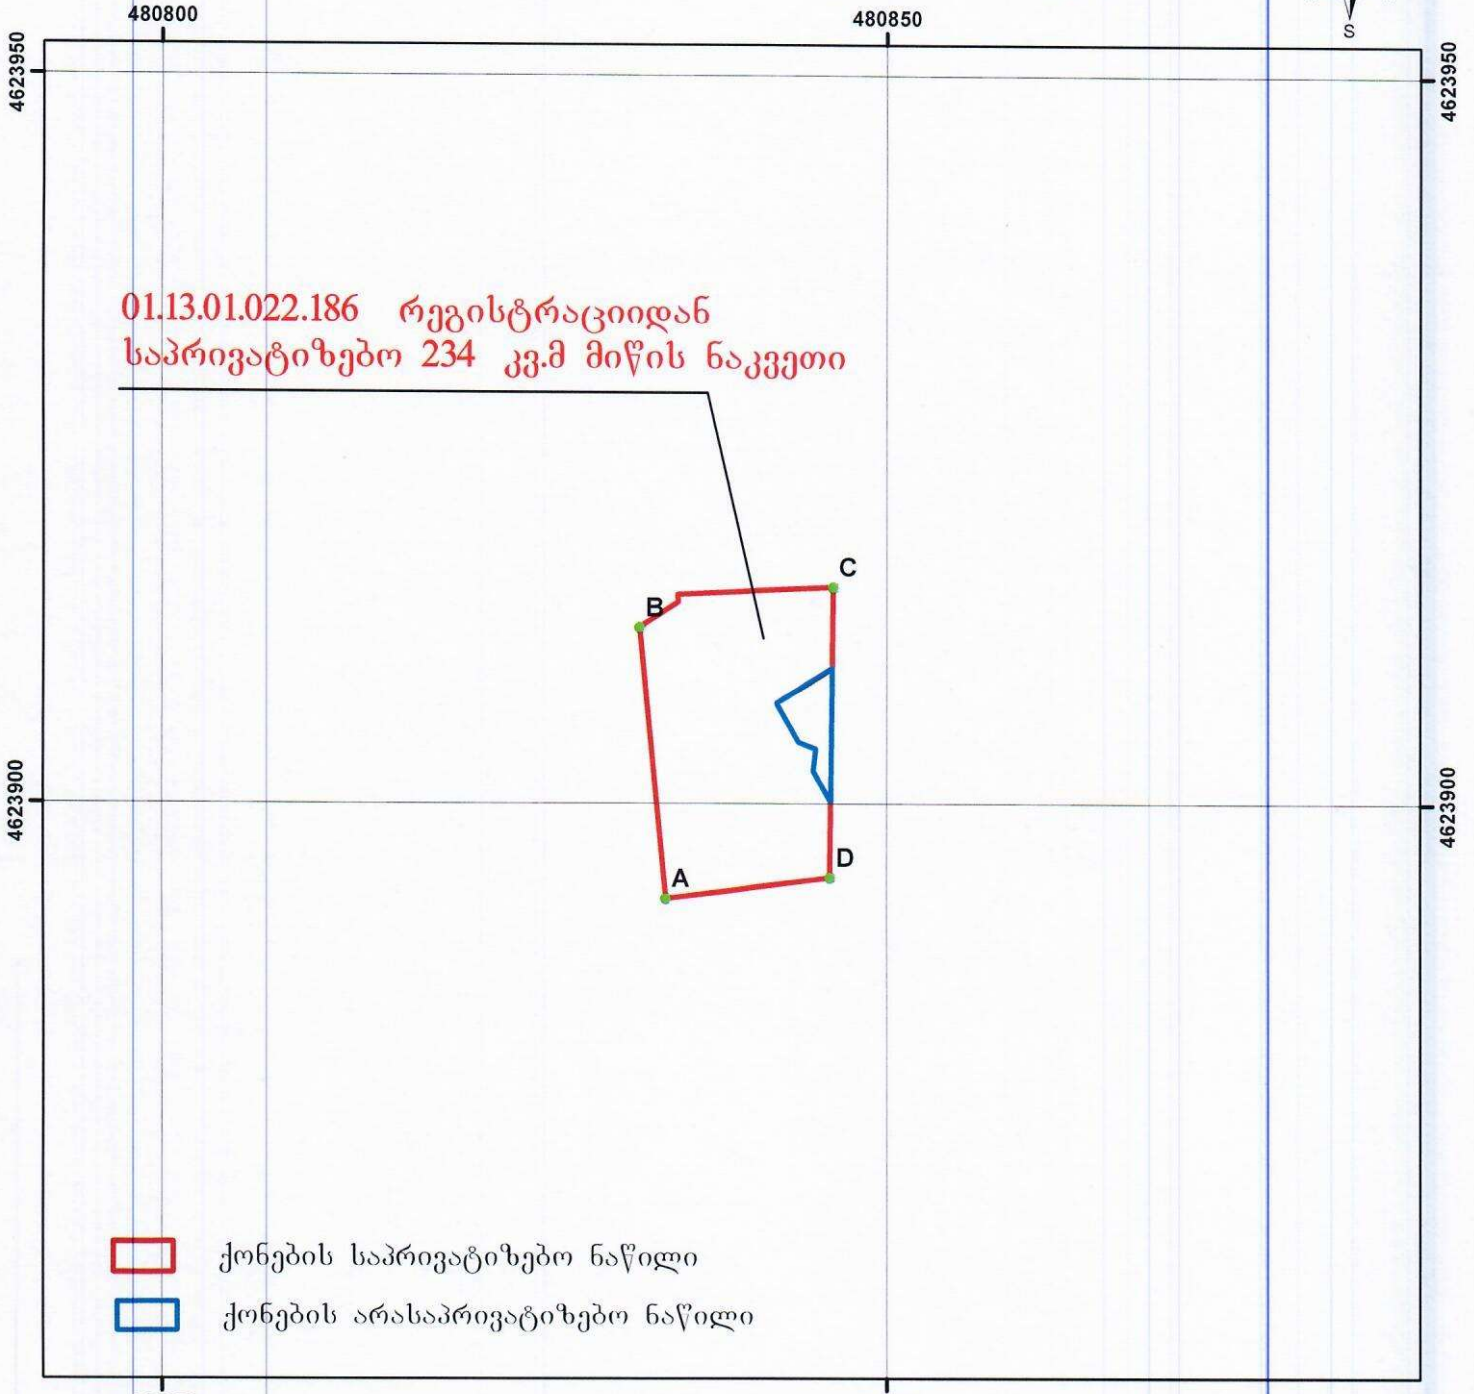 480800
480850
S
4623950
4623950
01.13.01.022.186 რეგისტრაციიდან
საპრივატიზებო 234 კვ.მ მიწის ნაკვეთი
C
B
4623900
4623900
D
A
ქონების საპრივატიზებო ნაწილი
ქონების არასაპრივატიზებო ნაწილი